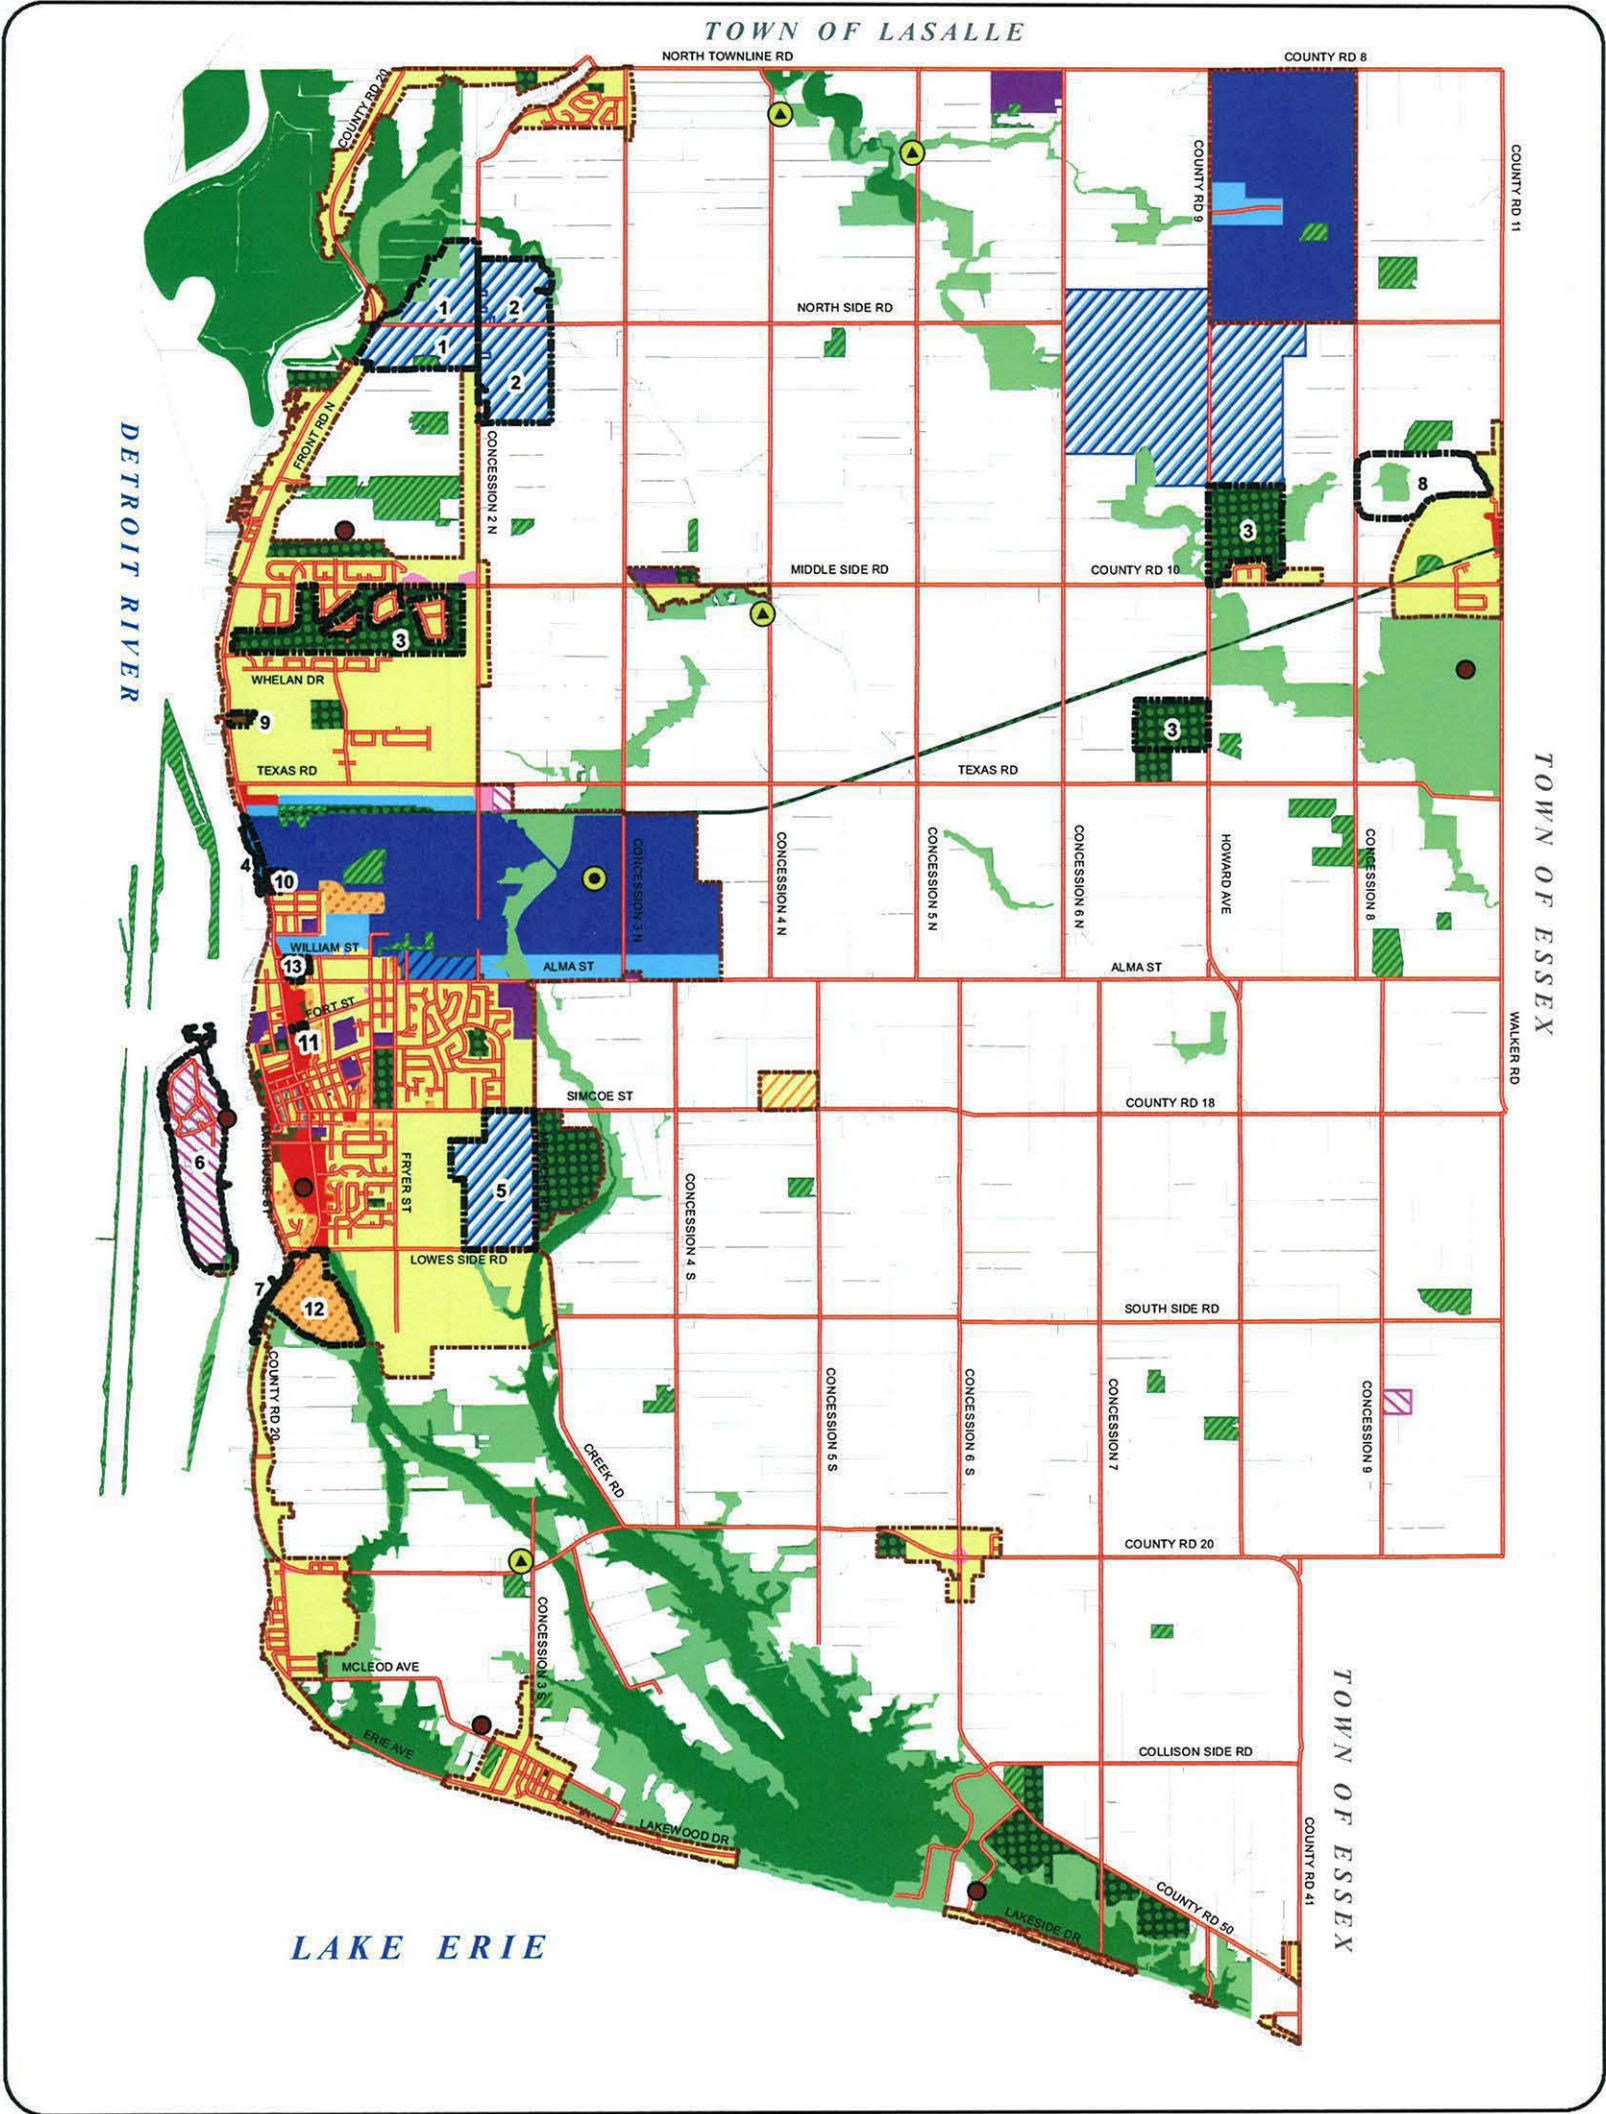 TOWN OF LASALLE
NORTH TOWNLINE RD
COUNTY RD 8
COUNTY RD 20
COUNTY RD 9
COUNTY RD 11
1
2
NORTH SIDE RD
1
2
FRONT RD N
CONCESSION 2 N
DETROIT RIVER
8
3
MIDDLE SIDE RD
COUNTY RD 10
3
WHELAN DR
9
3
TEXAS RD
TEXAS RD
TOWN OF ESSEX
4
10
CONCESSION 3 N
CONCESSION 4 N
CONCESSION 5 N
CONCESSION 6 N
HOWARD AVE
CONCESSION 8
WILLIAM ST
13
ALMA ST
ALMA ST
FORT ST
11
WALKER RD
SIMCOE ST
COUNTY RD 18
6
FRYER ST
5
CONCESSION 4 S
LOWES SIDE RD
7
12
SOUTH SIDE RD
COUNTY RD 20
CONCESSION 5 S
CONCESSION 6 S
CONCESSION 7
CONCESSION 9
CREEK RD
COUNTY RD 20
CONCESSION 3 S
MCLEOD AVE
ERIE AVE
COLLISON SIDE RD
TOWN OF ESSEX
LAKEWOOD DR
COUNTY RD 41
COUNTY RD 50
LAKESIDE DR
LAKE ERIE